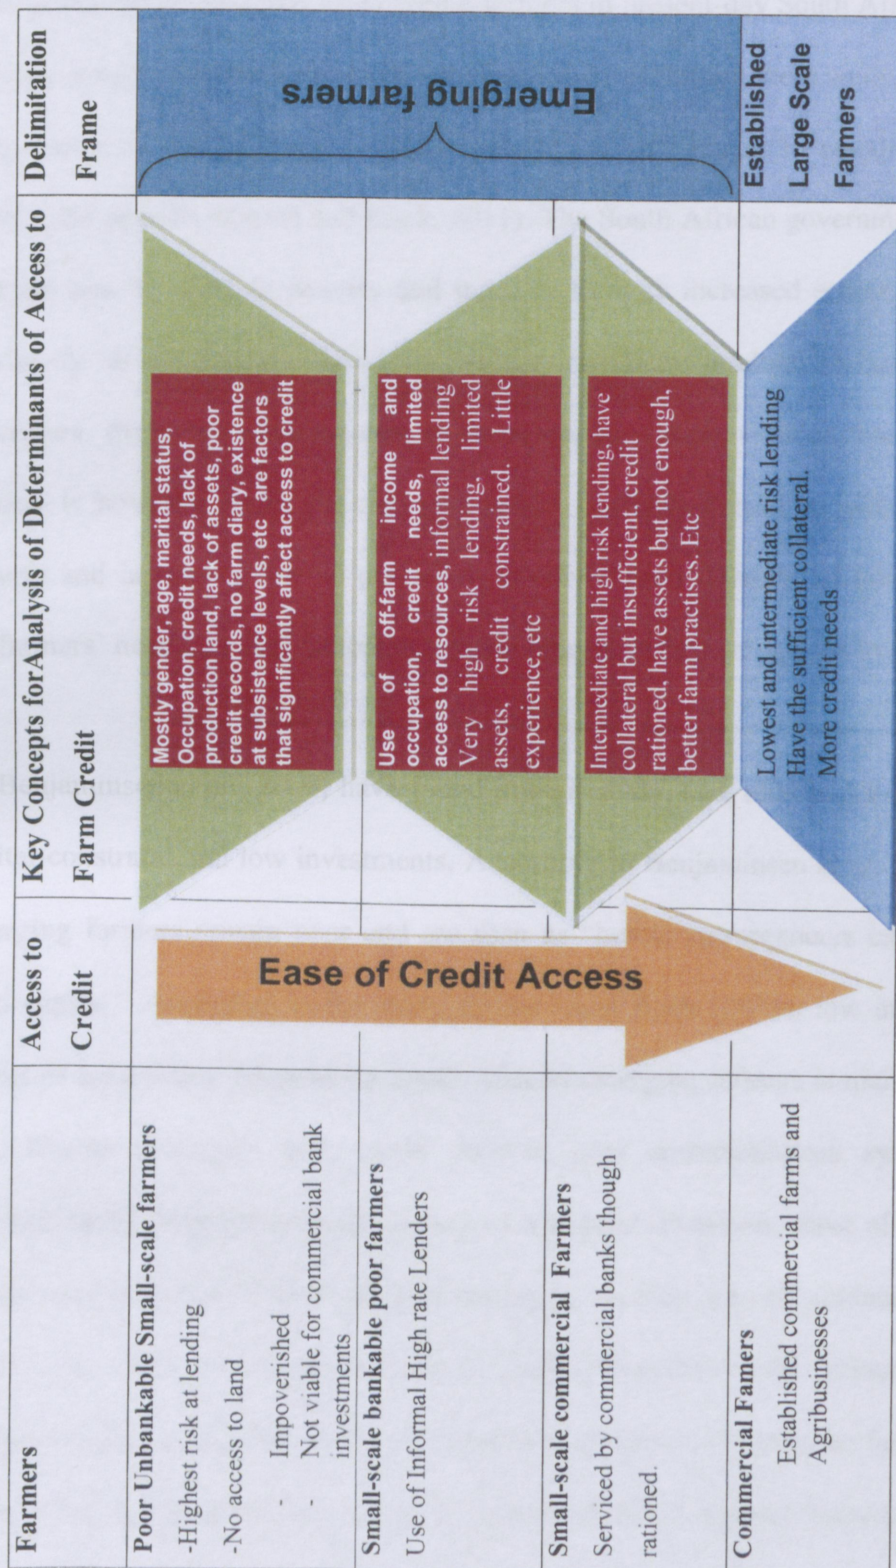 Farmers
Access to
Credit
Key Concepts for Analysis of Determinants of Access to
Farm Credit
Delimitation
Frame
Poor Unbankable Small-scale farmers
-Highest risk at lending
-No access to land
Impoverished
- Not viable for commercial bank
investments
Ease of Credit Access
Mostly gender, age, marital status,
Occupation, credit needs, lack of
production land, lack of assets, poor
credit records, no farm diary, existence
at subsistence levels, etc are factors
that significantly affect access to credit
Emerging farmers
Small-scale bankable poor farmers
Use of Informal High rate Lenders
Use of off-farm income and
occupation, credit needs, limited
access to resources, informal lending
Very high risk lending, limited
assets, credit constrained. Little
experience, etc
Small-scale commercial Farmers
Serviced by commercial banks though
rationed.
Intermediate and high risk lending, have
collateral but insufficient, credit
rationed, have assets but not enough,
better farm practises. Etc
Commercial Famers
Established commercial farms and
Agribusinesses
Lowest and intermediate risk lending
Have the sufficient collateral.
More credit needs
Established
Large Scale
Farmers